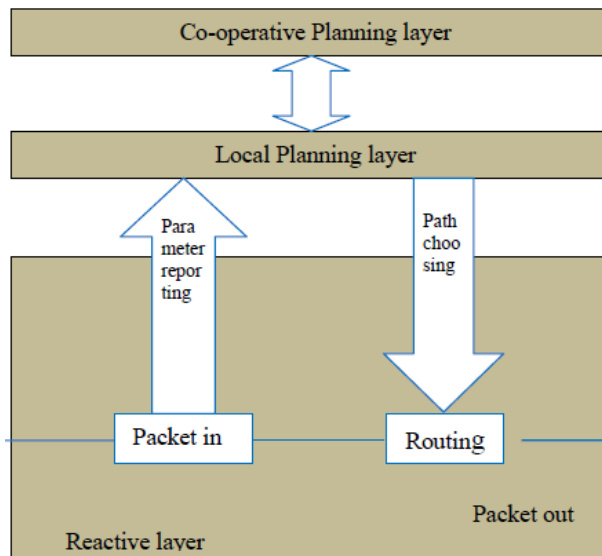 Co-operative Planning layer
Local Planning layer
Para
meter
repor
ting
Path
choo
sing
Packet in
Routing
Packet out
Reactive layer